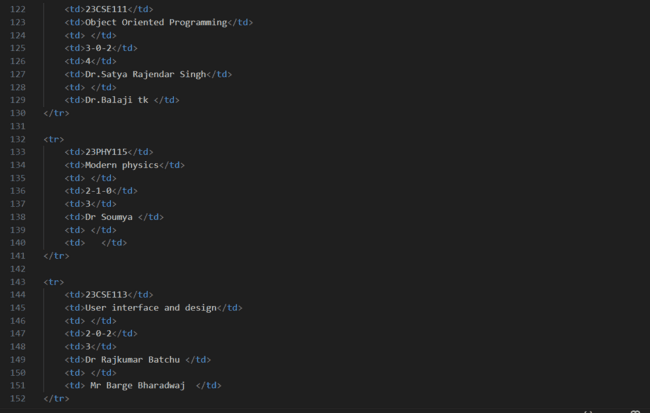 122 <td>23CSE111</td>
123 <td>Object Oriented Programming</td>
124 <td> </td>
125 <td>3-0-2</td>
126 <td>4</td>
127 <td>Dr.Satya Rajendar Singh</td>
128 <td> </td>
129 <td>Dr.Balaji tk </td>
130 </tr>
131
132 <tr>
133 <td>23PHY115</td>
134 <td>Modern physics</td>
135 <td> </td>
136 <td>2-1-0</td>
137 <td>3</td>
138 <td>Dr Soumya </td>
139 <td> </td>
140 <td>   </td>
141 </tr>
142
143 <tr>
144 <td>23CSE113</td>
145 <td>User interface and design</td>
146 <td> </td>
147 <td>2-0-2</td>
148 <td>3</td>
149 <td>Dr Rajkumar Batchu </td>
150 <td> </td>
151 <td> Mr Barge Bharadwaj  </td>
152 </tr>